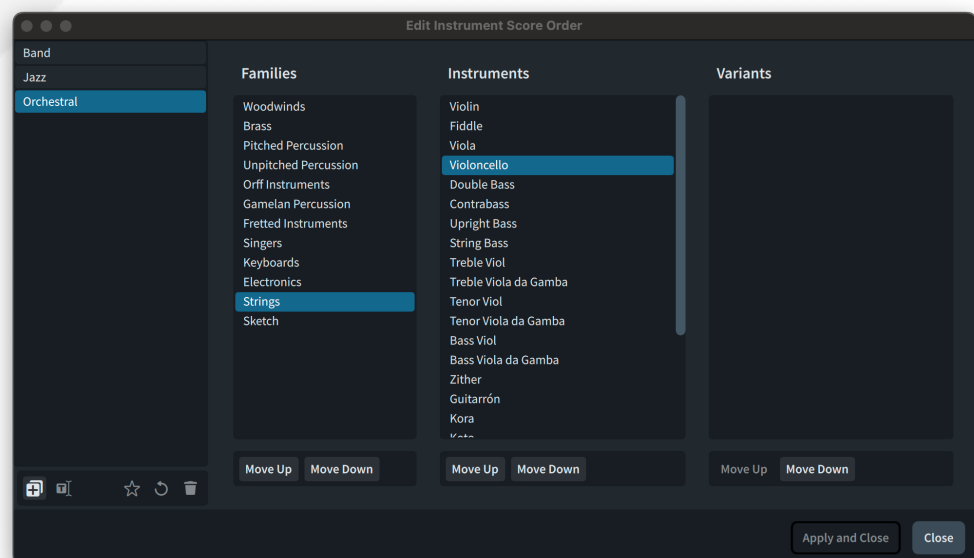 Edit Instrument Score Order
Band
Jazz
Orchestral
Families
Woodwinds
Brass
Pitched Percussion
Unpitched Percussion
Orff Instruments
Gamelan Percussion
Fretted Instruments
Singers
Keyboards
Electronics
Strings
Sketch
Move Up Move Down
Instruments
Violin
Fiddle
Viola
Violoncello
Double Bass
Contrabass
Upright Bass
String Bass
Treble Viol
Treble Viola da Gamba
Tenor Viol
Tenor Viola da Gamba
Bass Viol
Bass Viola da Gamba
Zither
Guitarrón
Kora
Move Up Move Down
Variants
Move Up Move Down
Apply and Close Close